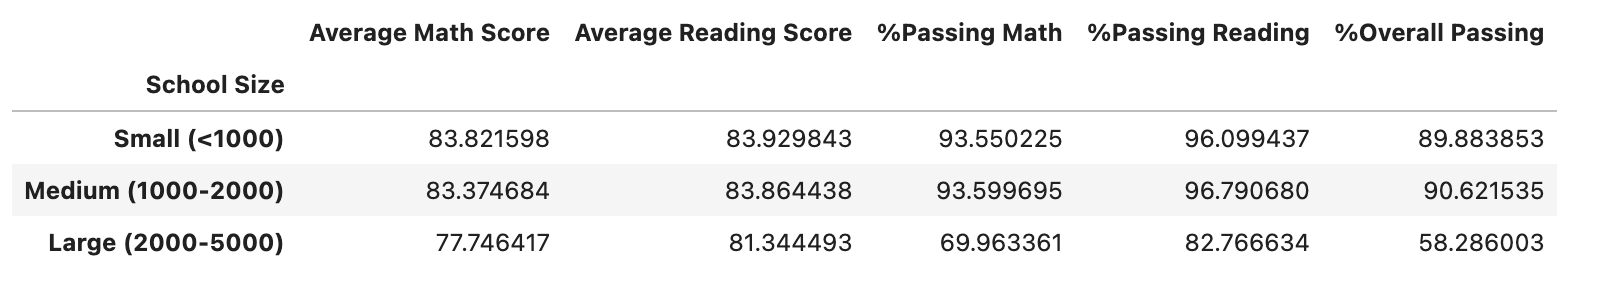 Average Math Score Average Reading Score %Passing Math %Passing Reading %Overall Passing
School Size
Small (<1000) 83.821598 83.929843 93.550225 96.099437 89.883853
Medium (1000-2000) 83.374684 83.864438 93.599695 96.790680 90.621535
Large (2000-5000) 77.746417 81.344493 69.963361 82.766634 58.286003